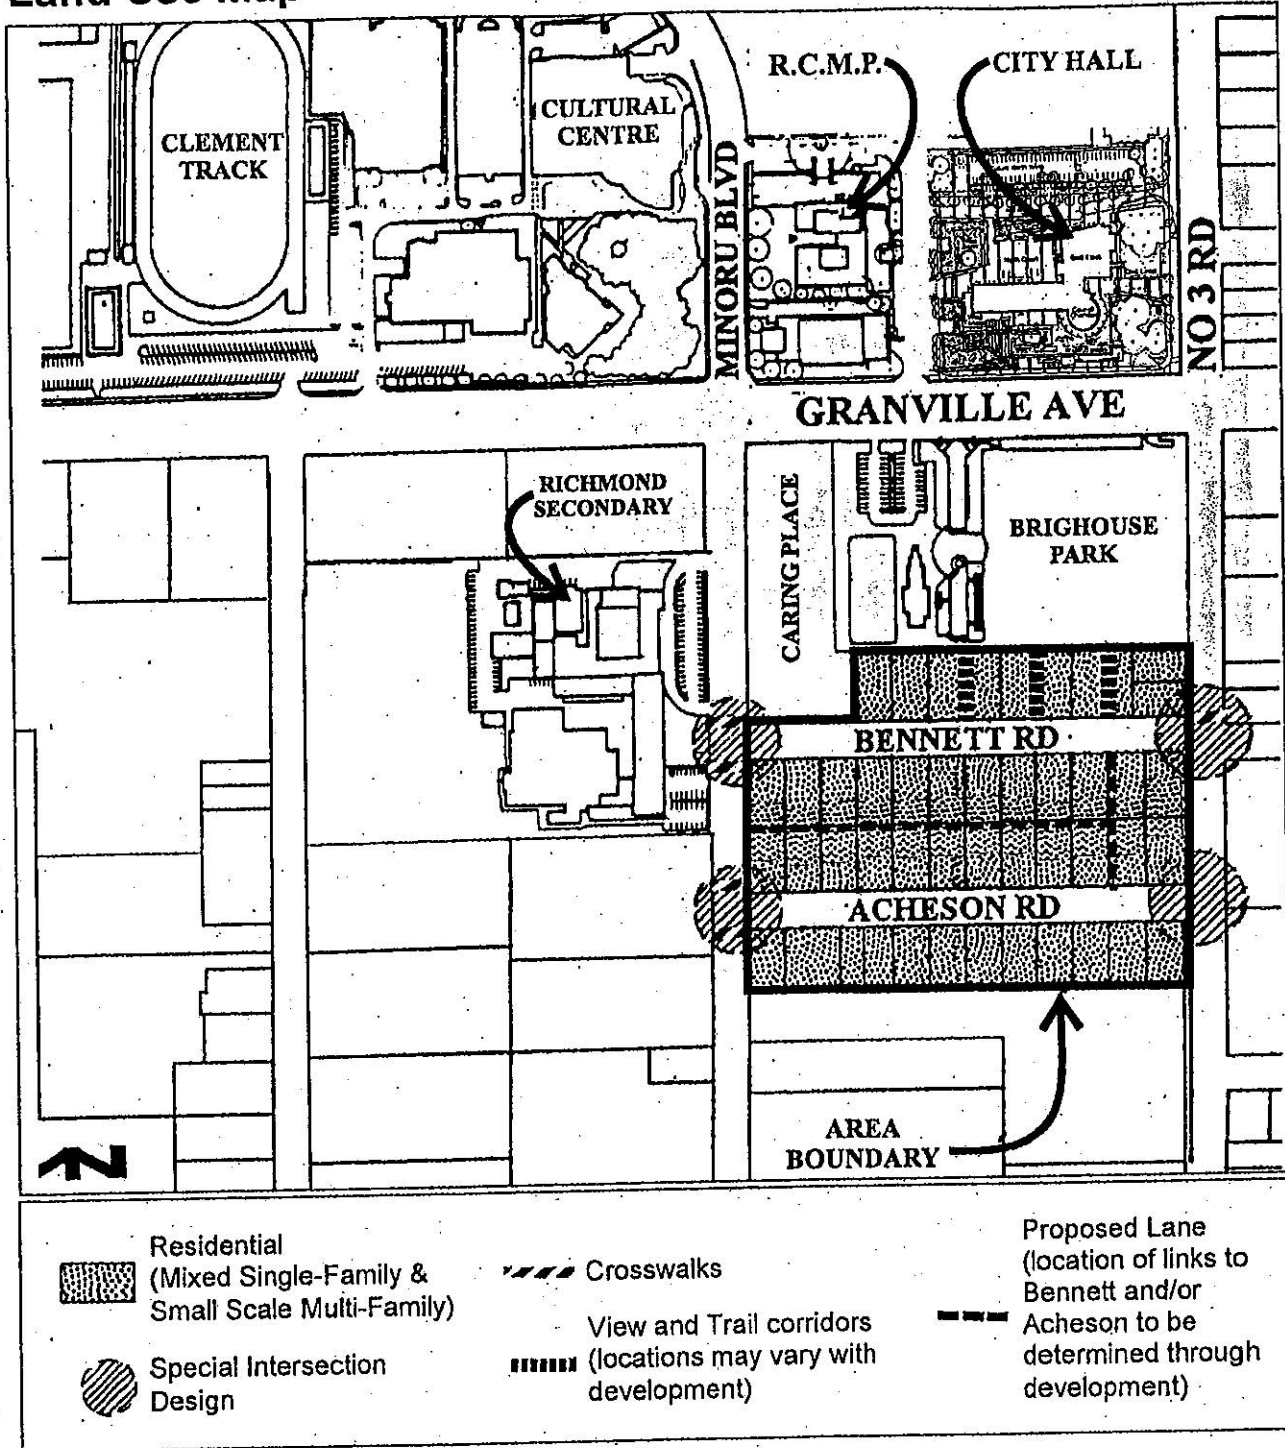 R.C.M.P.
CITY HALL
CLEMENT
TRACK
CULTURAL
CENTRE
MINORU BLVD
NO 3 RD
GRANVILLE AVE
RICHMOND
SECONDARY
CARING PLACE
BRIGHOUSE
PARK
BENNETT RD
ACHESON RD
AREA
BOUNDARY
N
Residential
(Mixed Single-Family &
Small Scale Multi-Family)
Special Intersection
Design
Crosswalks
View and Trail corridors
(locations may vary with
development)
Proposed Lane
(location of links to
Bennett and/or
Acheson to be
determined through
development)